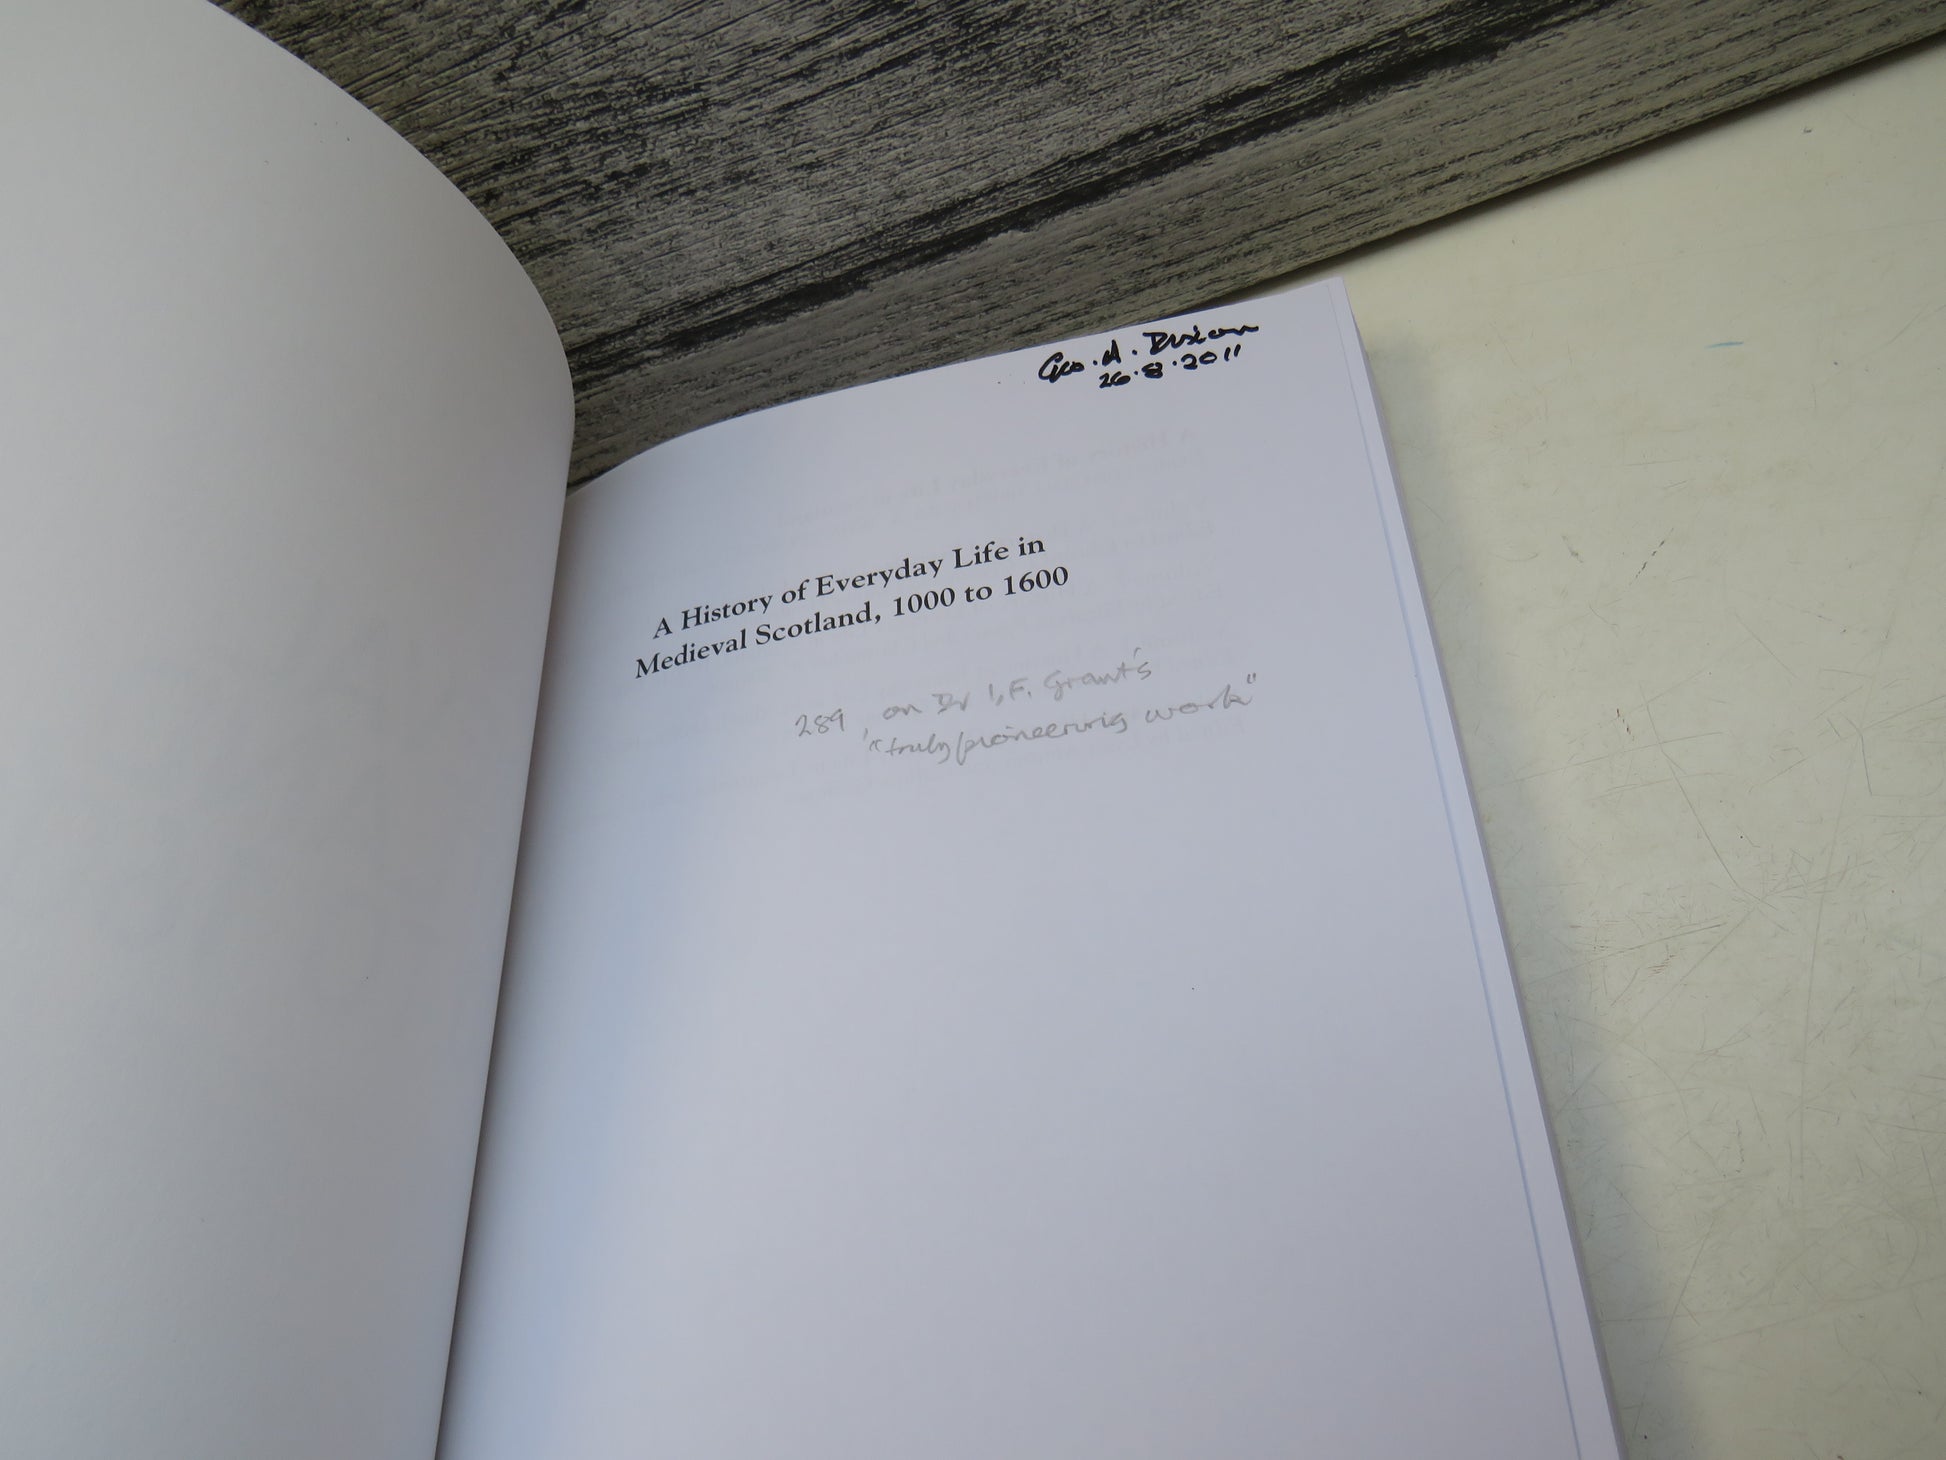 Geo. A. Dixon
26.8.2011
A History of Everyday Life in
Medieval Scotland, 1000 to 1600
289, on Dr I.F. Grant's
"truly pioneering work"